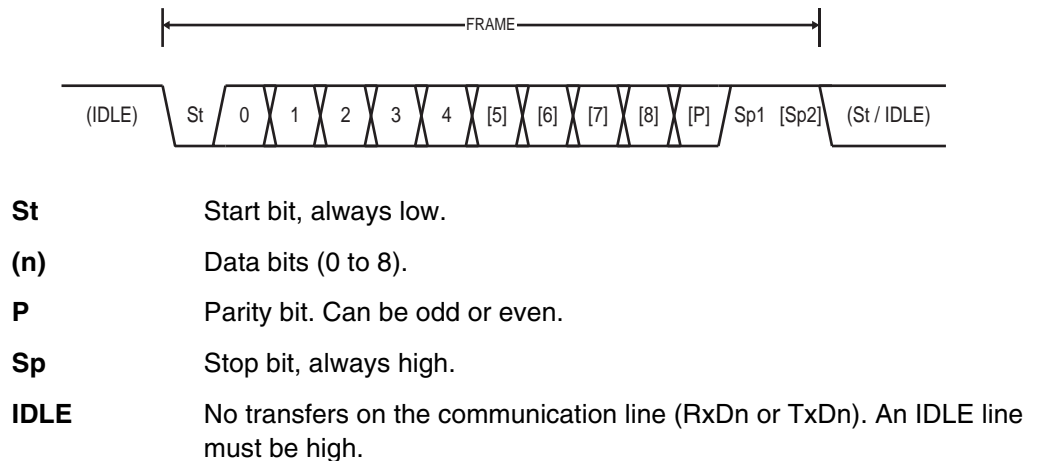 FRAME
(IDLE) St 0 1 2 3 4 [5] [6] [7] [8] [P] Sp1 [Sp2] (St / IDLE)
St Start bit, always low.
(n) Data bits (0 to 8).
P Parity bit. Can be odd or even.
Sp Stop bit, always high.
IDLE No transfers on the communication line (RxDn or TxDn). An IDLE line
must be high.